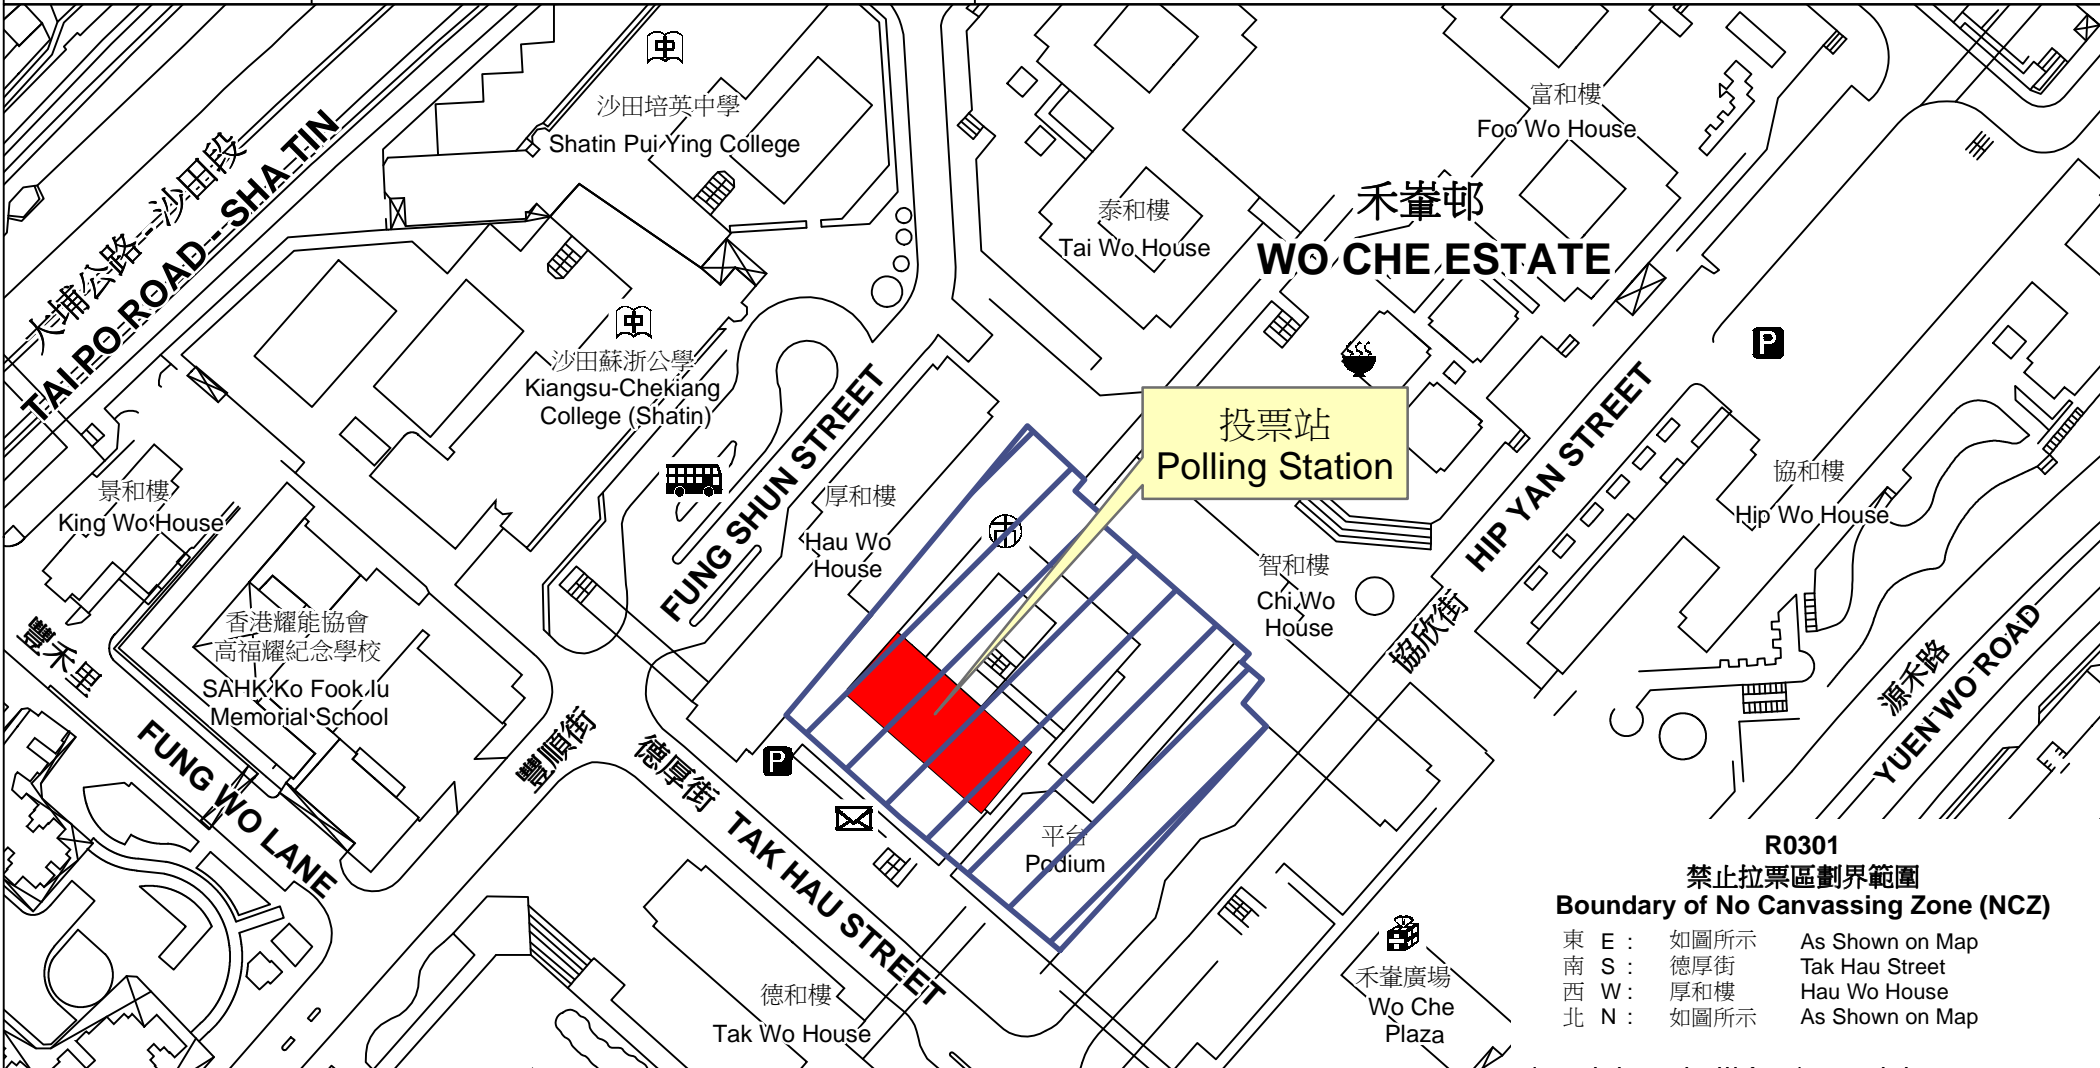 中
沙田培英中學
Shatin Pui Ying College
富和樓
Foo Wo House
大埔公路 - 沙田段
TAI PO ROAD - SHA TIN
泰和樓
Tai Wo House
禾輋邨
WO CHE ESTATE
中
沙田蘇浙公學
Kiangsu-Chekiang
College (Shatin)
P
投票站
Polling Station
FUNG SHUN STREET
HIP YAN STREET
景和樓
King Wo House
厚和樓
Hau Wo
House
市
協和樓
Hip Wo House
智和樓
Chi Wo
House
香港耀能協會
高福耀紀念學校
SAHK Ko Fook Iu
Memorial School
豐禾里
FUNG WO LANE
豐順街
協欣街
源禾路
YUEN WO ROAD
P
德厚街 TAK HAU STREET
平台
Podium
德和樓
Tak Wo House
禾輋廣場
Wo Che
Plaza
R0301
禁止拉票區劃界範圍
Boundary of No Canvassing Zone (NCZ)
東 E : 如圖所示 As Shown on Map
南 S : 德厚街 Tak Hau Street
西 W : 厚和樓 Hau Wo House
北 N : 如圖所示 As Shown on Map